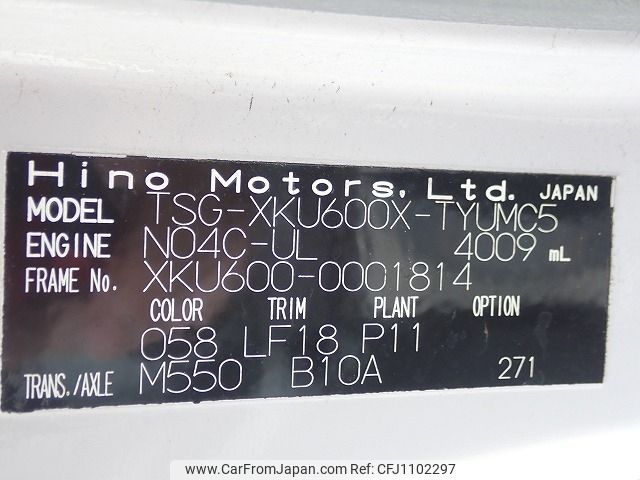 Hino Motors, Ltd. JAPAN
MODEL TSG-XKU600X-TYUMC5
ENGINE N04C-UL 4009 mL
FRAME No. XKU600-0001814
COLOR TRIM PLANT OPTION
058 LF18 P11
TRANS./AXLE M550 B10A 271
www.CarFromJapan.com | CFJ1102297